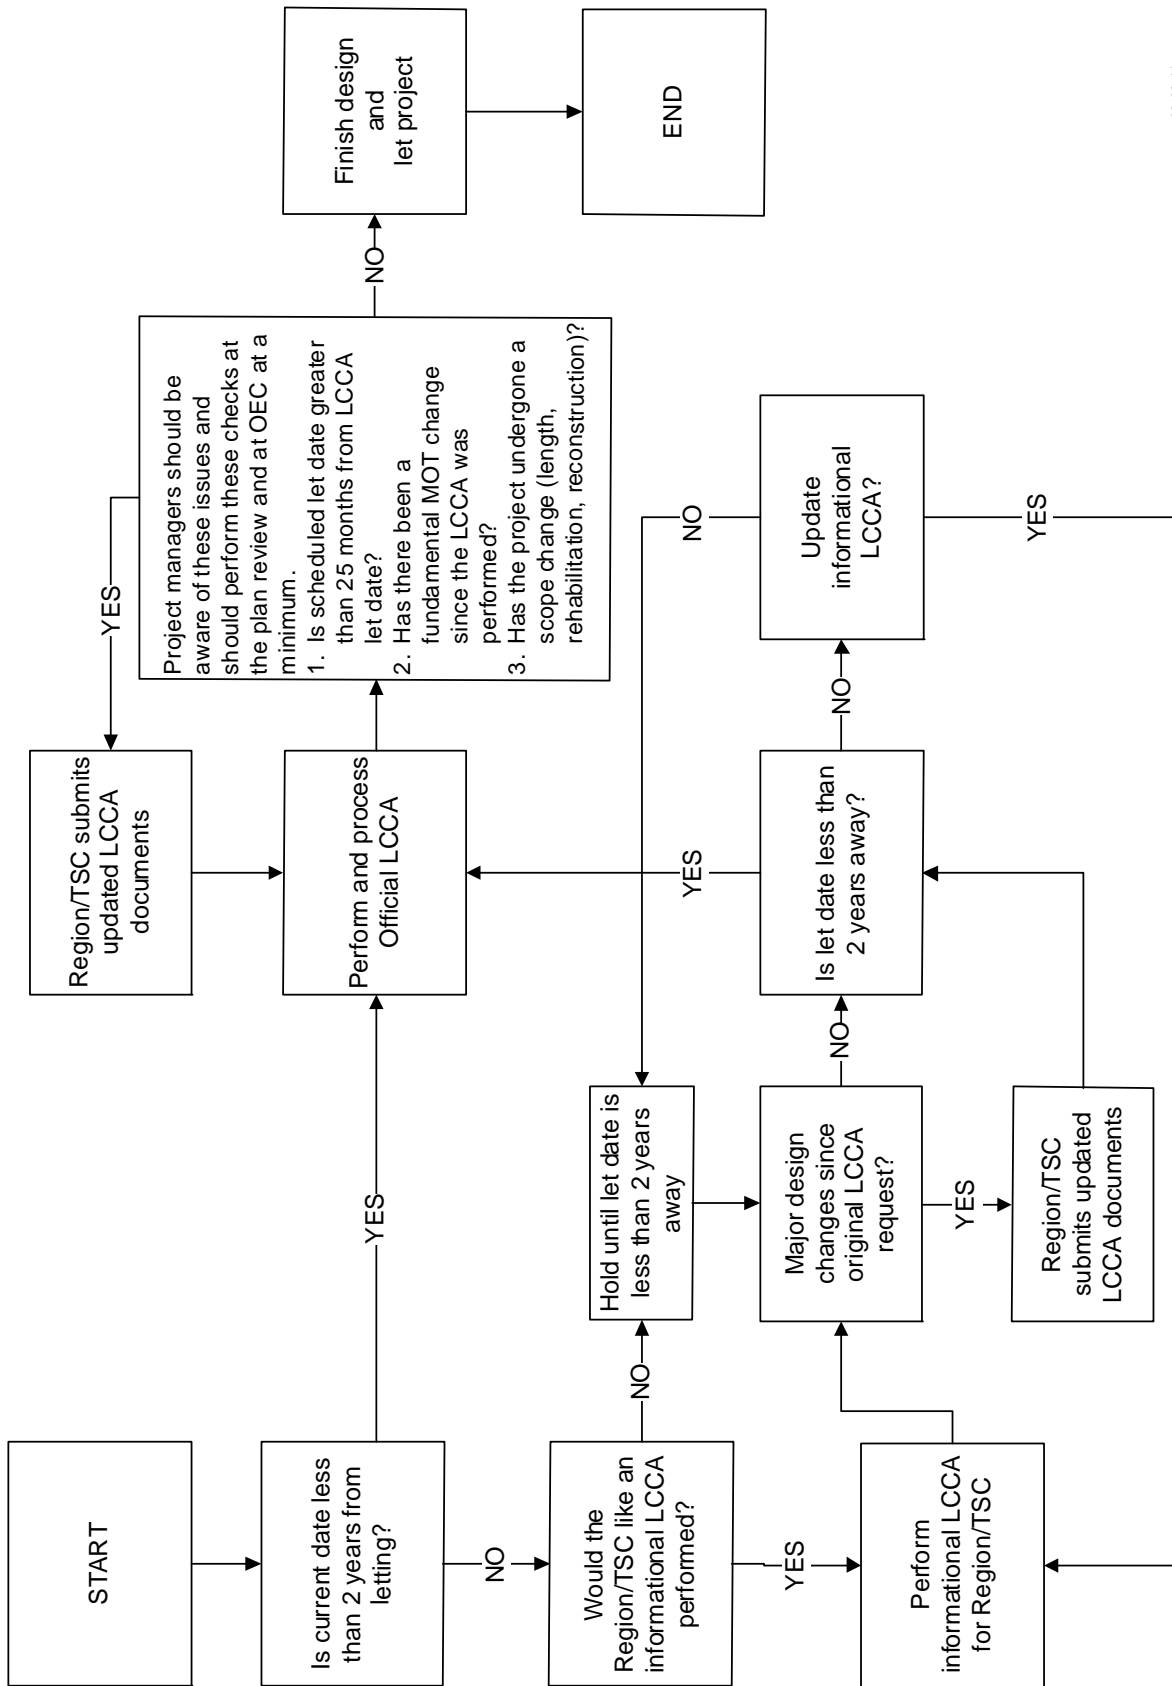 START
Is current date less
than 2 years from
letting?
YES
NO
Would the
Region/TSC like an
informational LCCA
performed?
NO
YES
Perform
informational LCCA
for Region/TSC
Hold until let date is
less than 2 years
away
Major design
changes since
original LCCA
request?
NO
YES
Region/TSC
submits updated
LCCA documents
Is let date less than
2 years away?
YES
NO
Update
informational
LCCA?
NO
YES
Region/TSC submits
updated LCCA
documents
Perform and process
Official LCCA
YES
Project managers should be
aware of these issues and
should perform these checks at
the plan review and at OEC at a
minimum.
1. Is scheduled let date greater
than 25 months from LCCA
let date?
2. Has there been a
fundamental MOT change
since the LCCA was
performed?
3. Has the project undergone a
scope change (length,
rehabilitation, reconstruction)?
NO
Finish design
and
let project
END